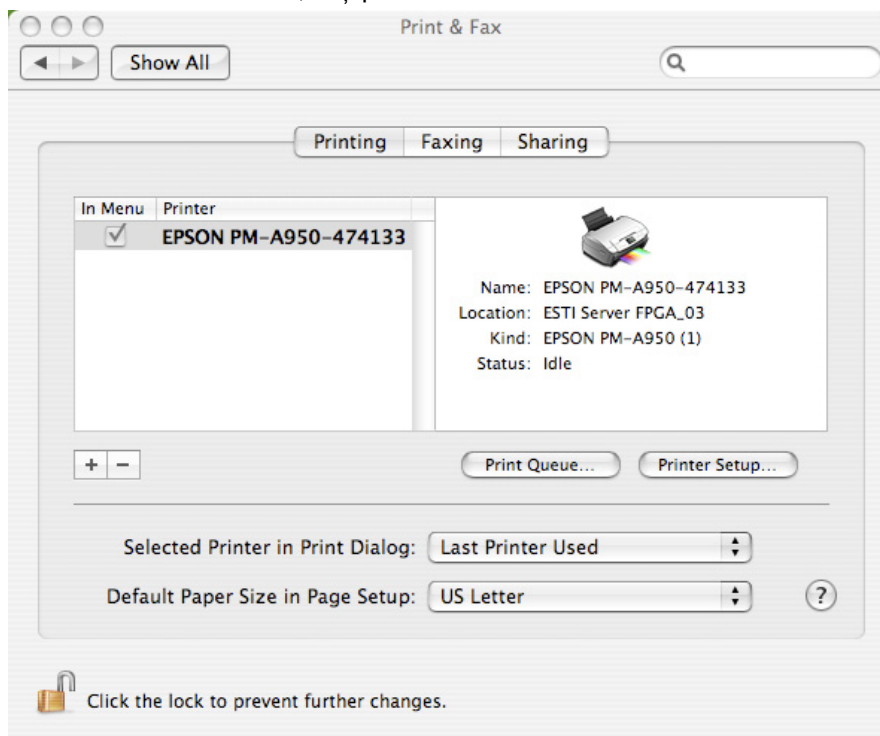 Print & Fax
Show All
Printing Faxing Sharing
In Menu Printer
EPSON PM-A950-474133
Name: EPSON PM-A950-474133
Location: ESTI Server FPGA_03
Kind: EPSON PM-A950 (1)
Status: Idle
+ −
Print Queue... Printer Setup...
Selected Printer in Print Dialog: Last Printer Used
Default Paper Size in Page Setup: US Letter ?
Click the lock to prevent further changes.